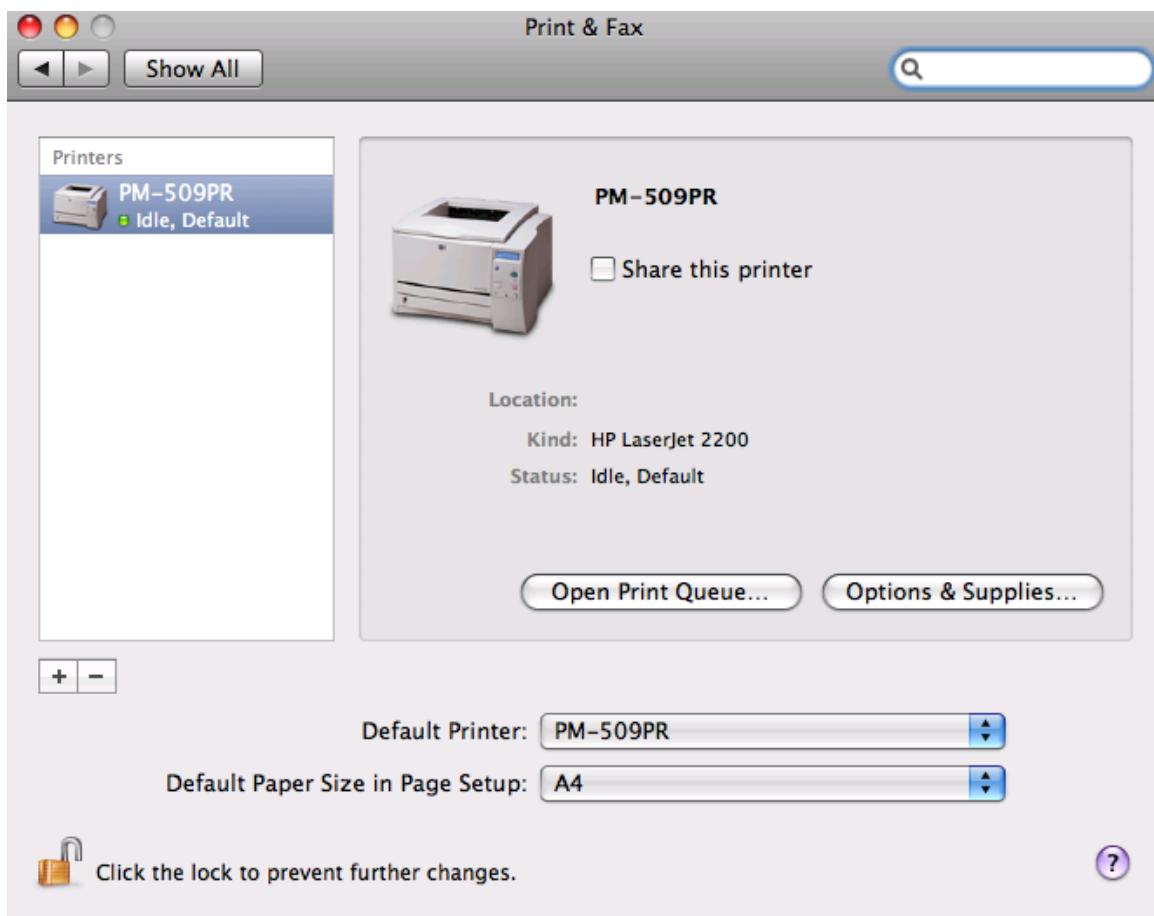 Print & Fax
Show All
Printers
PM-509PR
Idle, Default
PM-509PR
Share this printer
Location:
Kind: HP LaserJet 2200
Status: Idle, Default
Open Print Queue...
Options & Supplies...
+ −
Default Printer: PM-509PR
Default Paper Size in Page Setup: A4
Click the lock to prevent further changes.
?